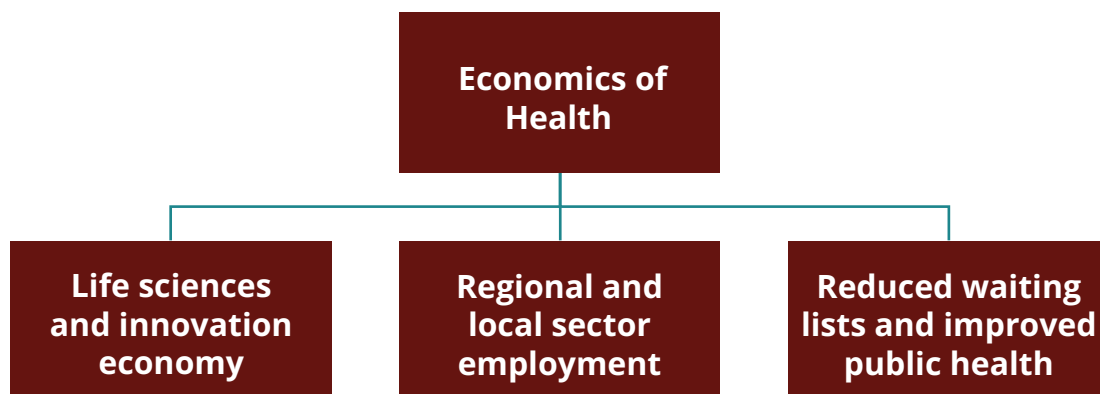 Economics of
Health
Life sciences
and innovation
economy
Regional and
local sector
employment
Reduced waiting
lists and improved
public health